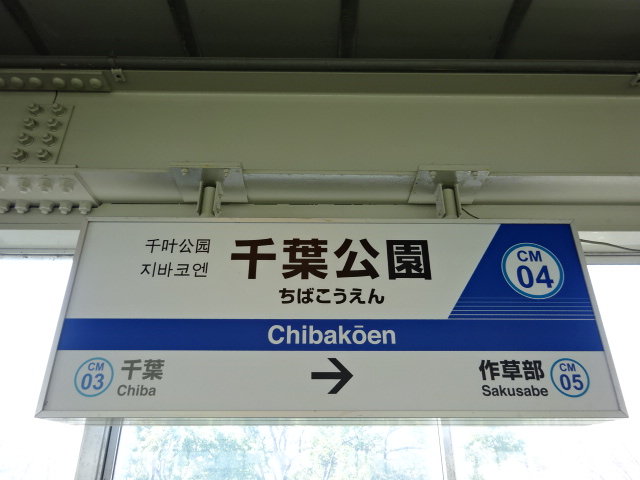 千叶公园
지바코엔
千葉公園
ちばこうえん
CM
04
Chibakōen
CM
03
千葉
Chiba
→
作草部
Sakusabe
CM
05